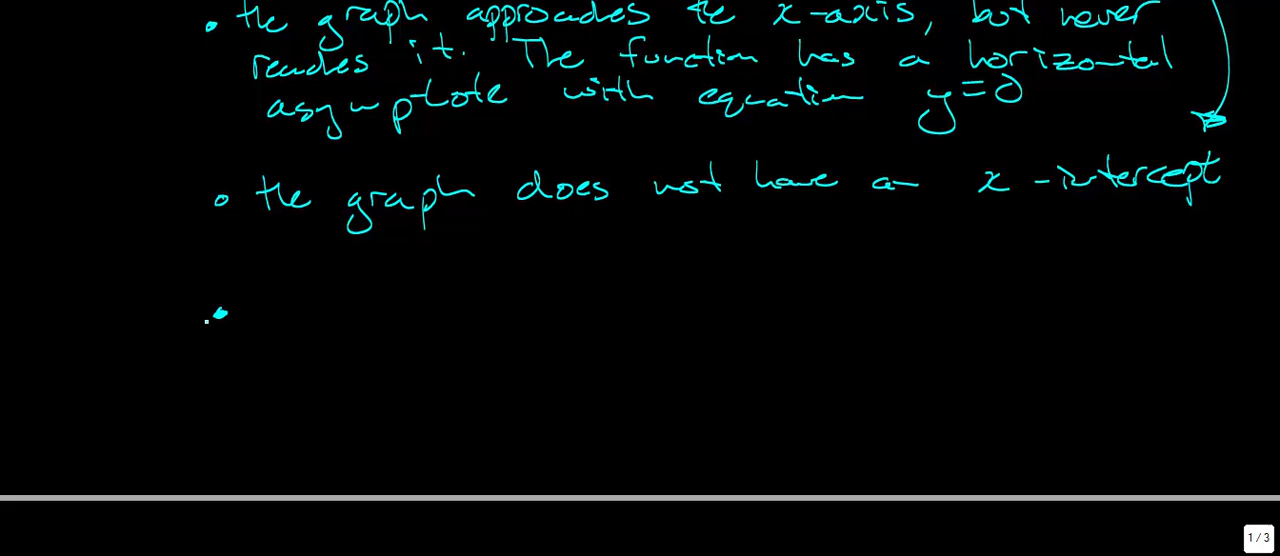 • the graph approaches the x-axis, but never
reaches it. The function has a horizontal
asymptote with equation y=0
• the graph does not have an x-intercept
•
1 / 3